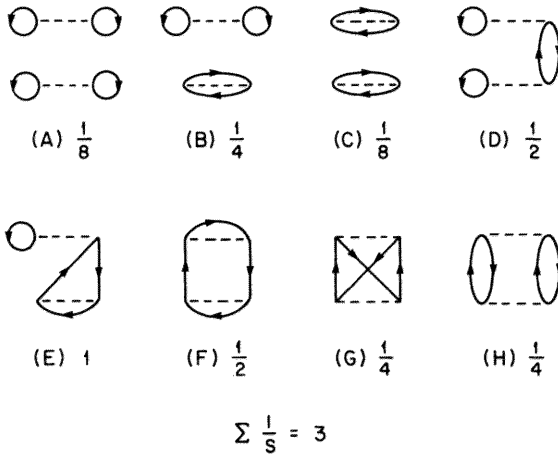 (A) 1/8 (B) 1/4 (C) 1/8 (D) 1/2
(E) 1 (F) 1/2 (G) 1/4 (H) 1/4
∑ 1/S = 3